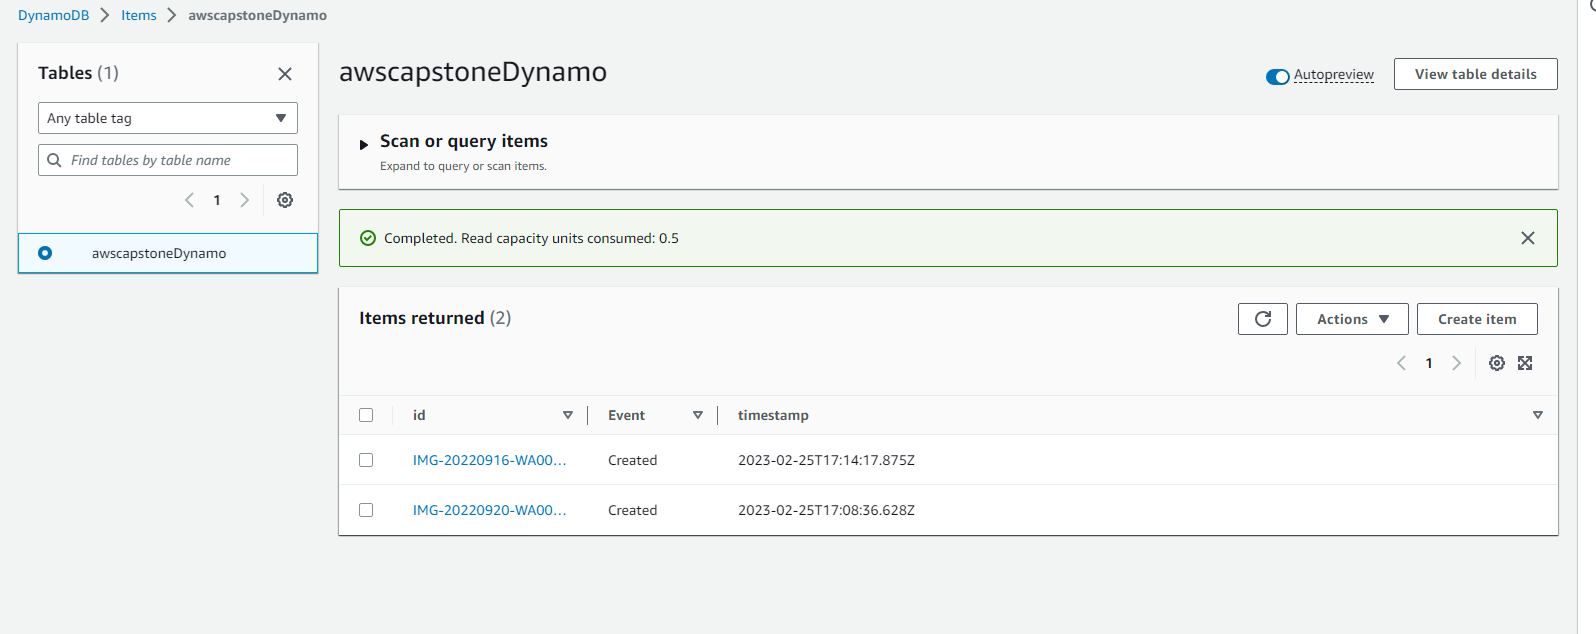 DynamoDB > Items > awscapstoneDynamo
Tables (1)
Any table tag
Find tables by table name
1
awscapstoneDynamo
awscapstoneDynamo
Autopreview
View table details
Scan or query items
Expand to query or scan items.
Completed. Read capacity units consumed: 0.5
Items returned (2)
Actions
Create item
1
id Event timestamp
IMG-20220916-WA00... Created 2023-02-25T17:14:17.875Z
IMG-20220920-WA00... Created 2023-02-25T17:08:36.628Z